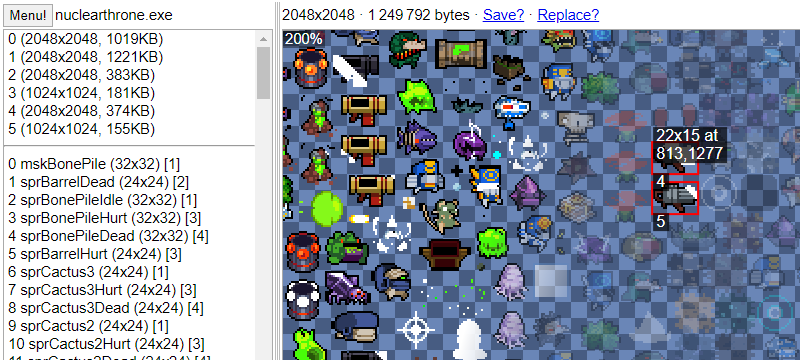 Menu! nuclearthrone.exe
2048x2048 · 1 249 792 bytes · Save? · Replace?
0 (2048x2048, 1019KB)
1 (2048x2048, 1221KB)
2 (2048x2048, 383KB)
3 (1024x1024, 181KB)
4 (2048x2048, 374KB)
5 (1024x1024, 155KB)
0 mskBonePile (32x32) [1]
1 sprBarrelDead (24x24) [2]
2 sprBonePileIdle (32x32) [1]
3 sprBonePileHurt (32x32) [3]
4 sprBonePileDead (32x32) [4]
5 sprBarrelHurt (24x24) [3]
6 sprCactus3 (24x24) [1]
7 sprCactus3Hurt (24x24) [3]
8 sprCactus3Dead (24x24) [4]
9 sprCactus2 (24x24) [1]
10 sprCactus2Hurt (24x24) [3]
11 sprCactus2Dead (24x24) [4]
200%
22x15 at
813,1277
4
5